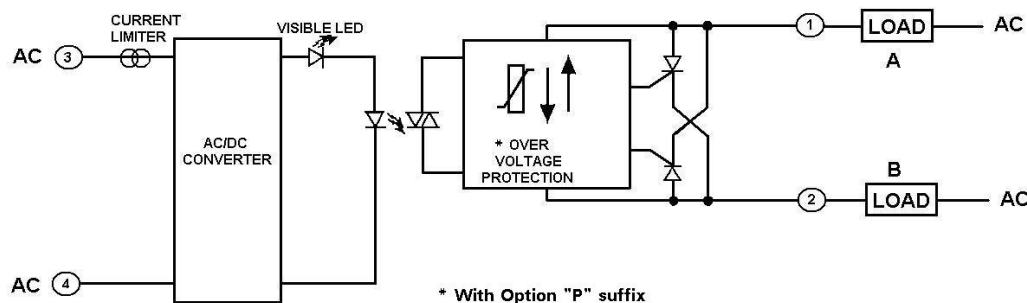 CURRENT
LIMITER
VISIBLE LED
AC 3
AC/DC
CONVERTER
AC 4
* OVER
VOLTAGE
PROTECTION
1 LOAD AC
A
B
2 LOAD AC
* With Option "P" suffix